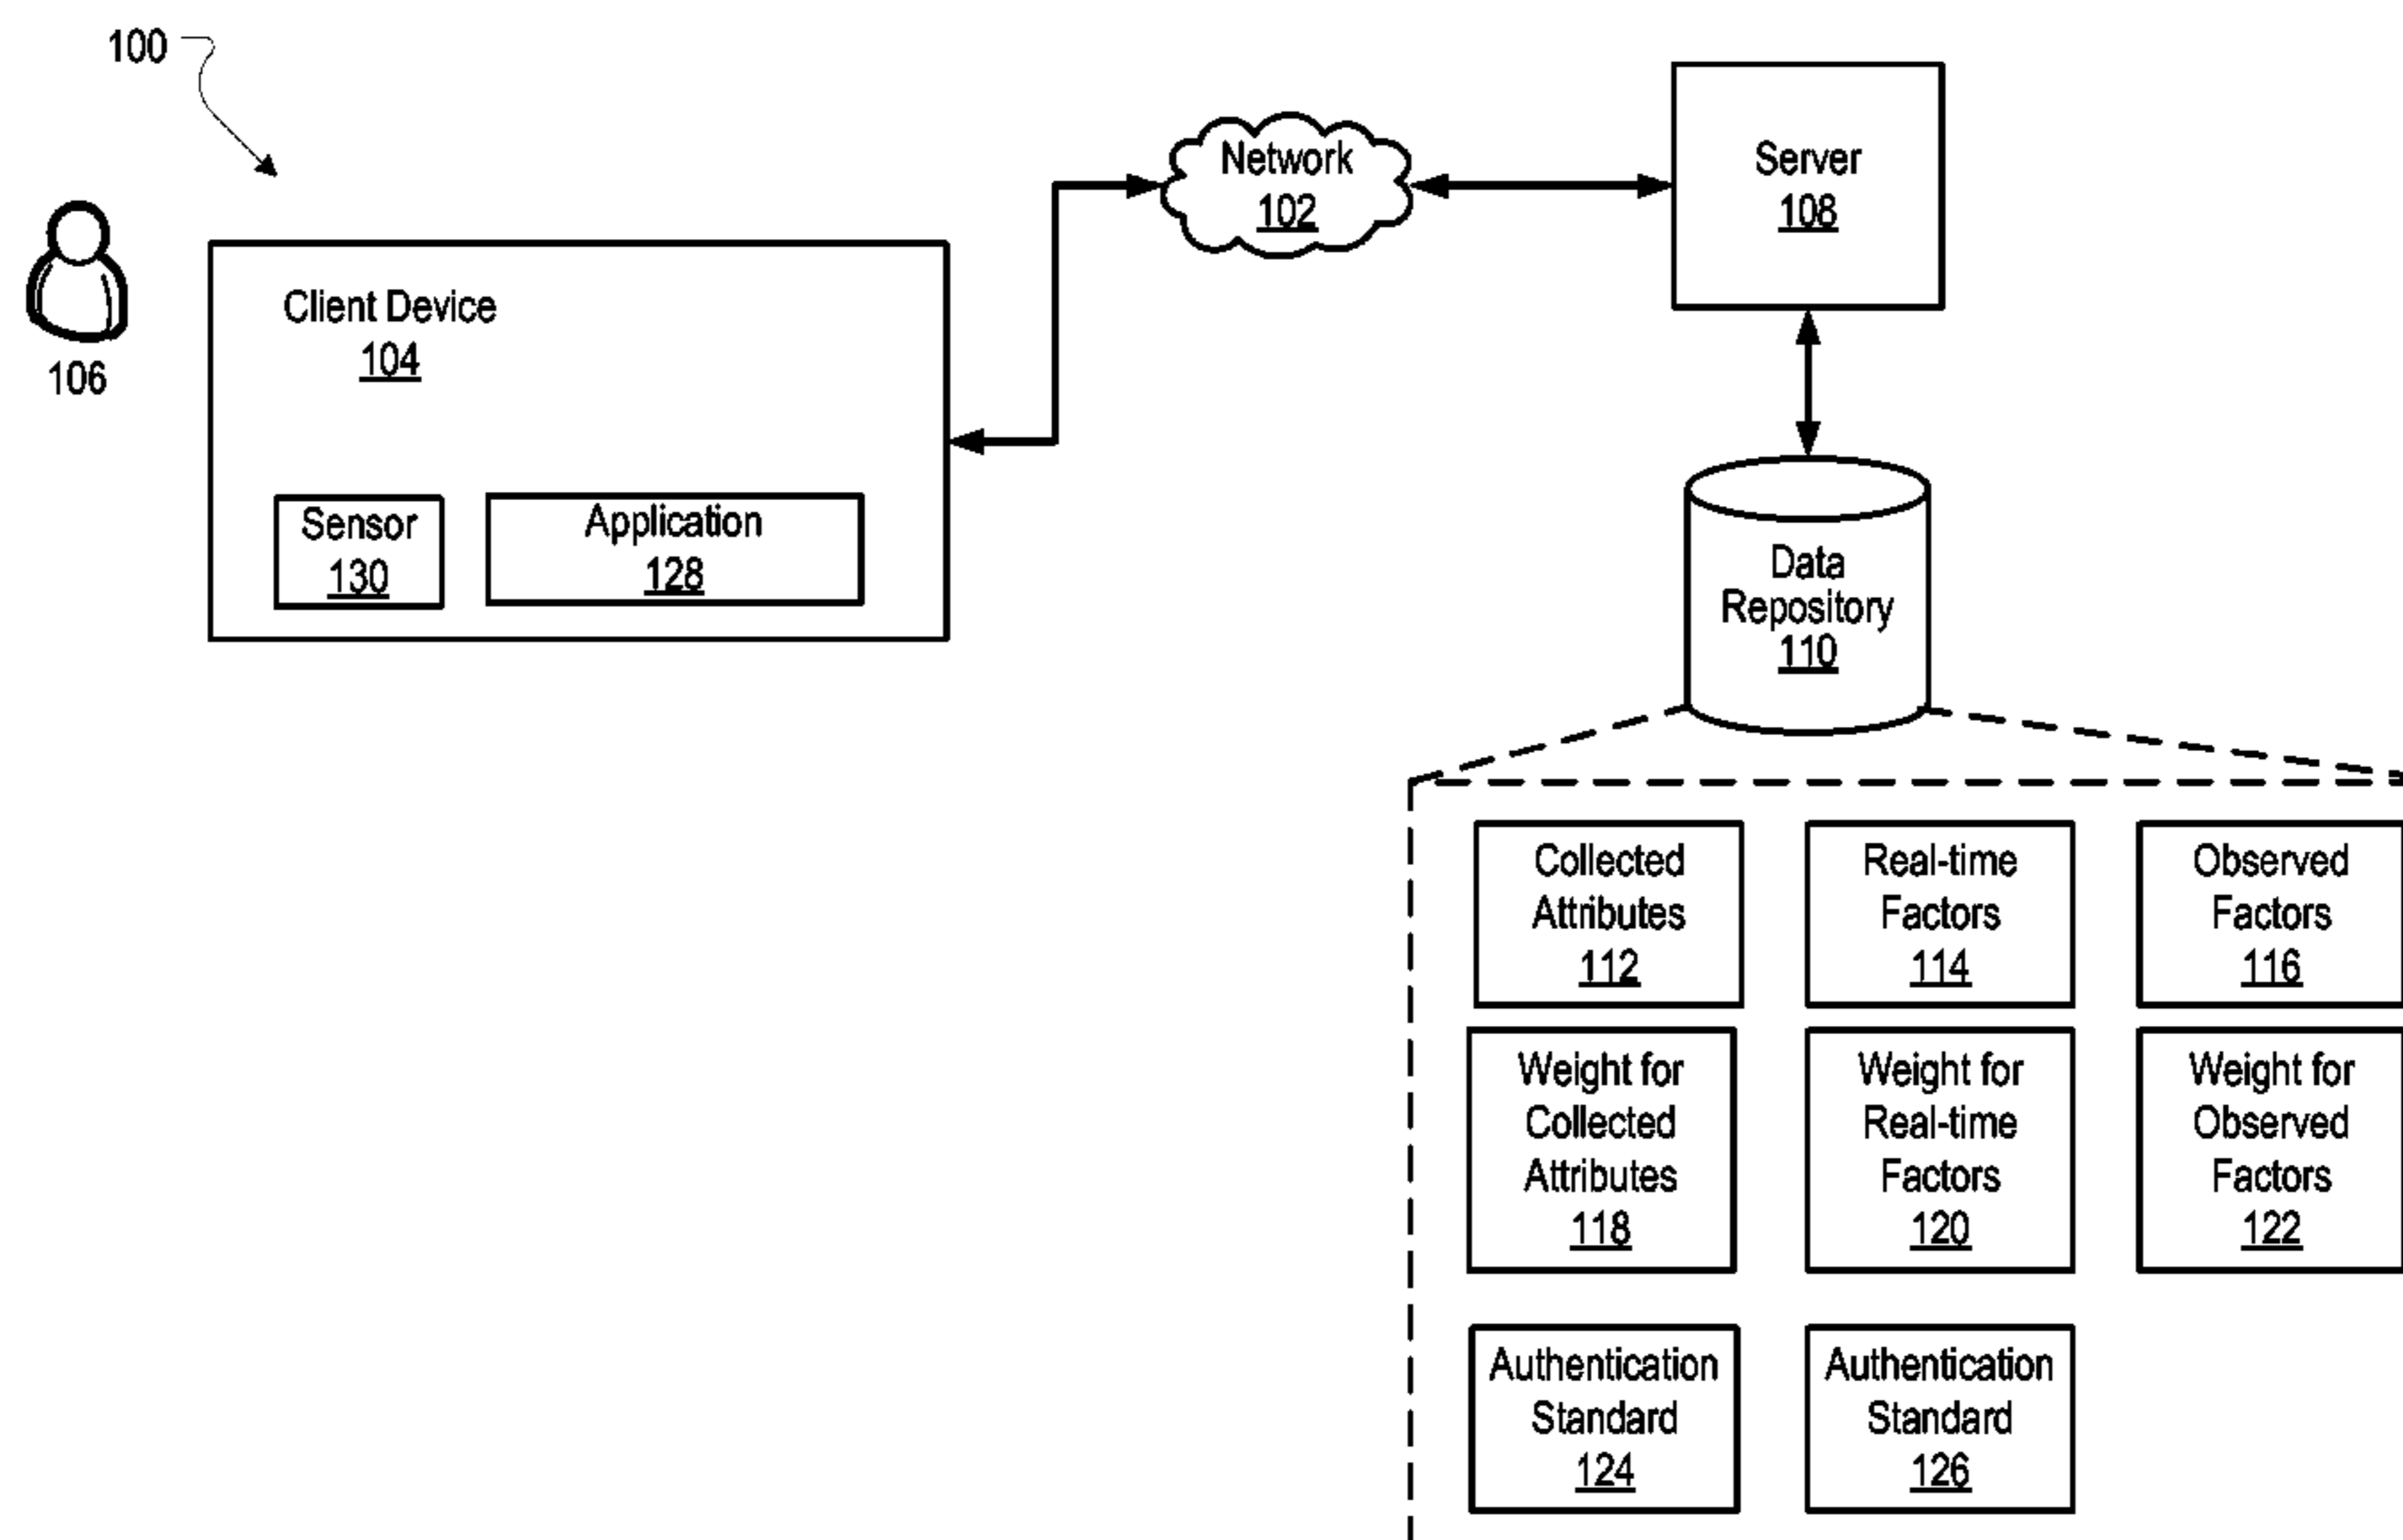 100
106
Client Device
104
Sensor
130
Application
128
Network
102
Server
108
Data
Repository
110
Collected
Attributes
112
Real-time
Factors
114
Observed
Factors
116
Weight for
Collected
Attributes
118
Weight for
Real-time
Factors
120
Weight for
Observed
Factors
122
Authentication
Standard
124
Authentication
Standard
126